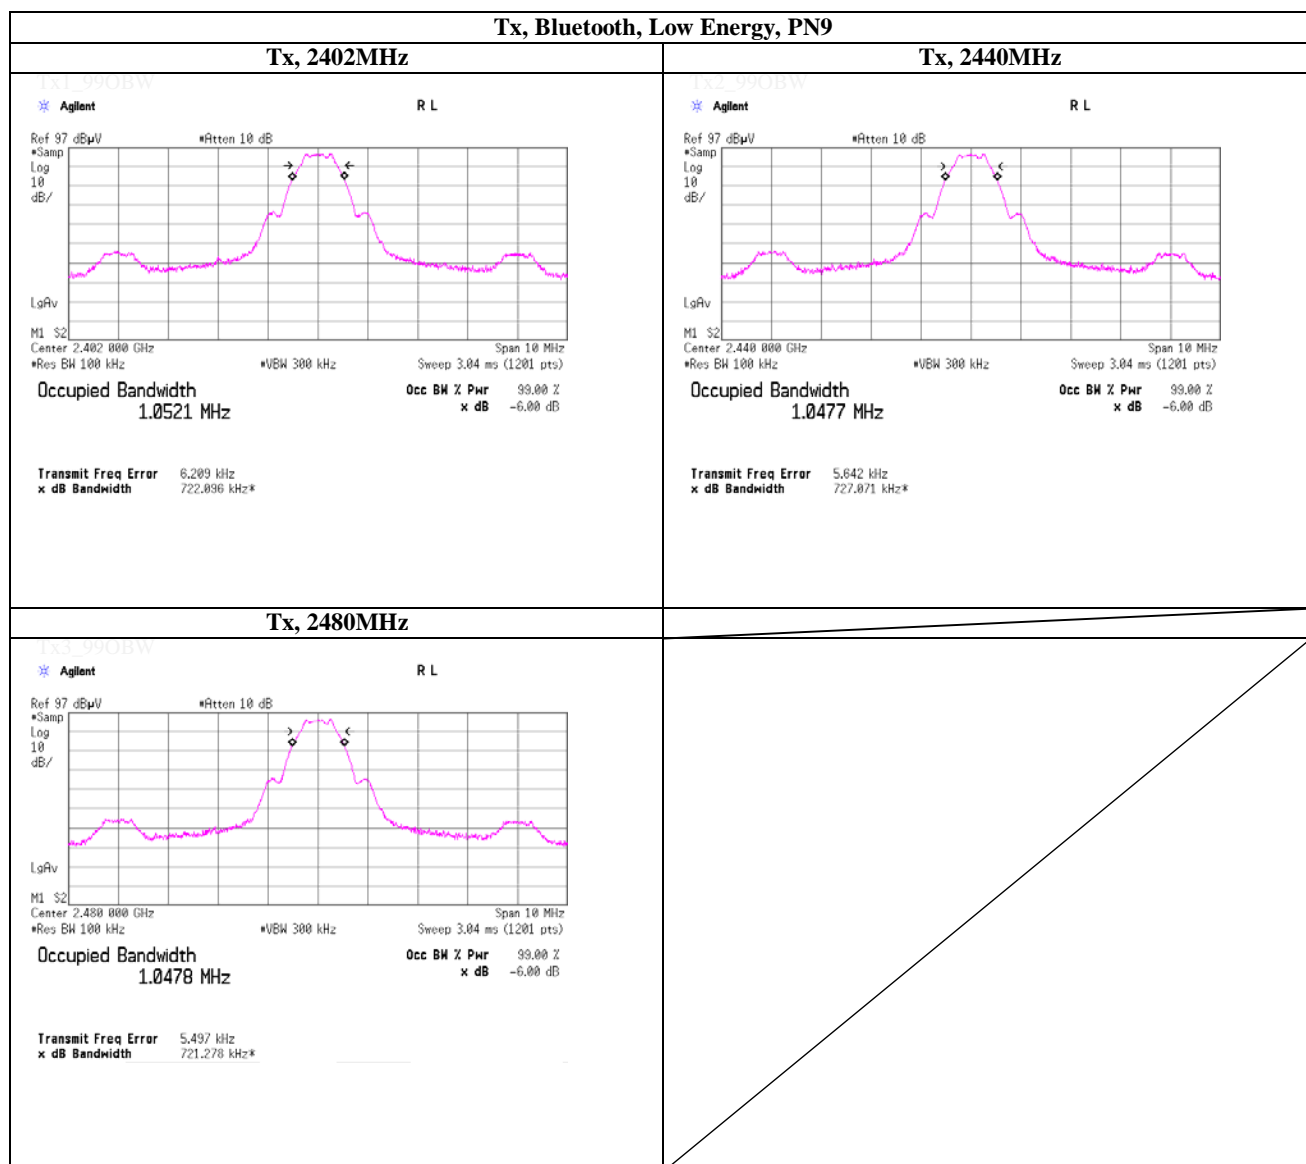 Tx, Bluetooth, Low Energy, PN9
Tx, 2402MHz
Tx1_99OBW
Agilent R L
Ref 97 dBµV #Atten 10 dB
#Samp
Log
10
dB/
LgAv
M1 S2
Center 2.402 000 GHz Span 10 MHz
#Res BW 100 kHz #VBW 300 kHz Sweep 3.04 ms (1201 pts)
Occupied Bandwidth Occ BW % Pwr 99.00 %
1.0521 MHz x dB -6.00 dB
Transmit Freq Error 6.209 kHz
x dB Bandwidth 722.096 kHz*
Tx, 2440MHz
Tx2_99OBW
Agilent R L
Ref 97 dBµV #Atten 10 dB
#Samp
Log
10
dB/
LgAv
M1 S2
Center 2.440 000 GHz Span 10 MHz
#Res BW 100 kHz #VBW 300 kHz Sweep 3.04 ms (1201 pts)
Occupied Bandwidth Occ BW % Pwr 99.00 %
1.0477 MHz x dB -6.00 dB
Transmit Freq Error 5.642 kHz
x dB Bandwidth 727.071 kHz*
Tx, 2480MHz
Tx3_99OBW
Agilent R L
Ref 97 dBµV #Atten 10 dB
#Samp
Log
10
dB/
LgAv
M1 S2
Center 2.480 000 GHz Span 10 MHz
#Res BW 100 kHz #VBW 300 kHz Sweep 3.04 ms (1201 pts)
Occupied Bandwidth Occ BW % Pwr 99.00 %
1.0478 MHz x dB -6.00 dB
Transmit Freq Error 5.497 kHz
x dB Bandwidth 721.278 kHz*